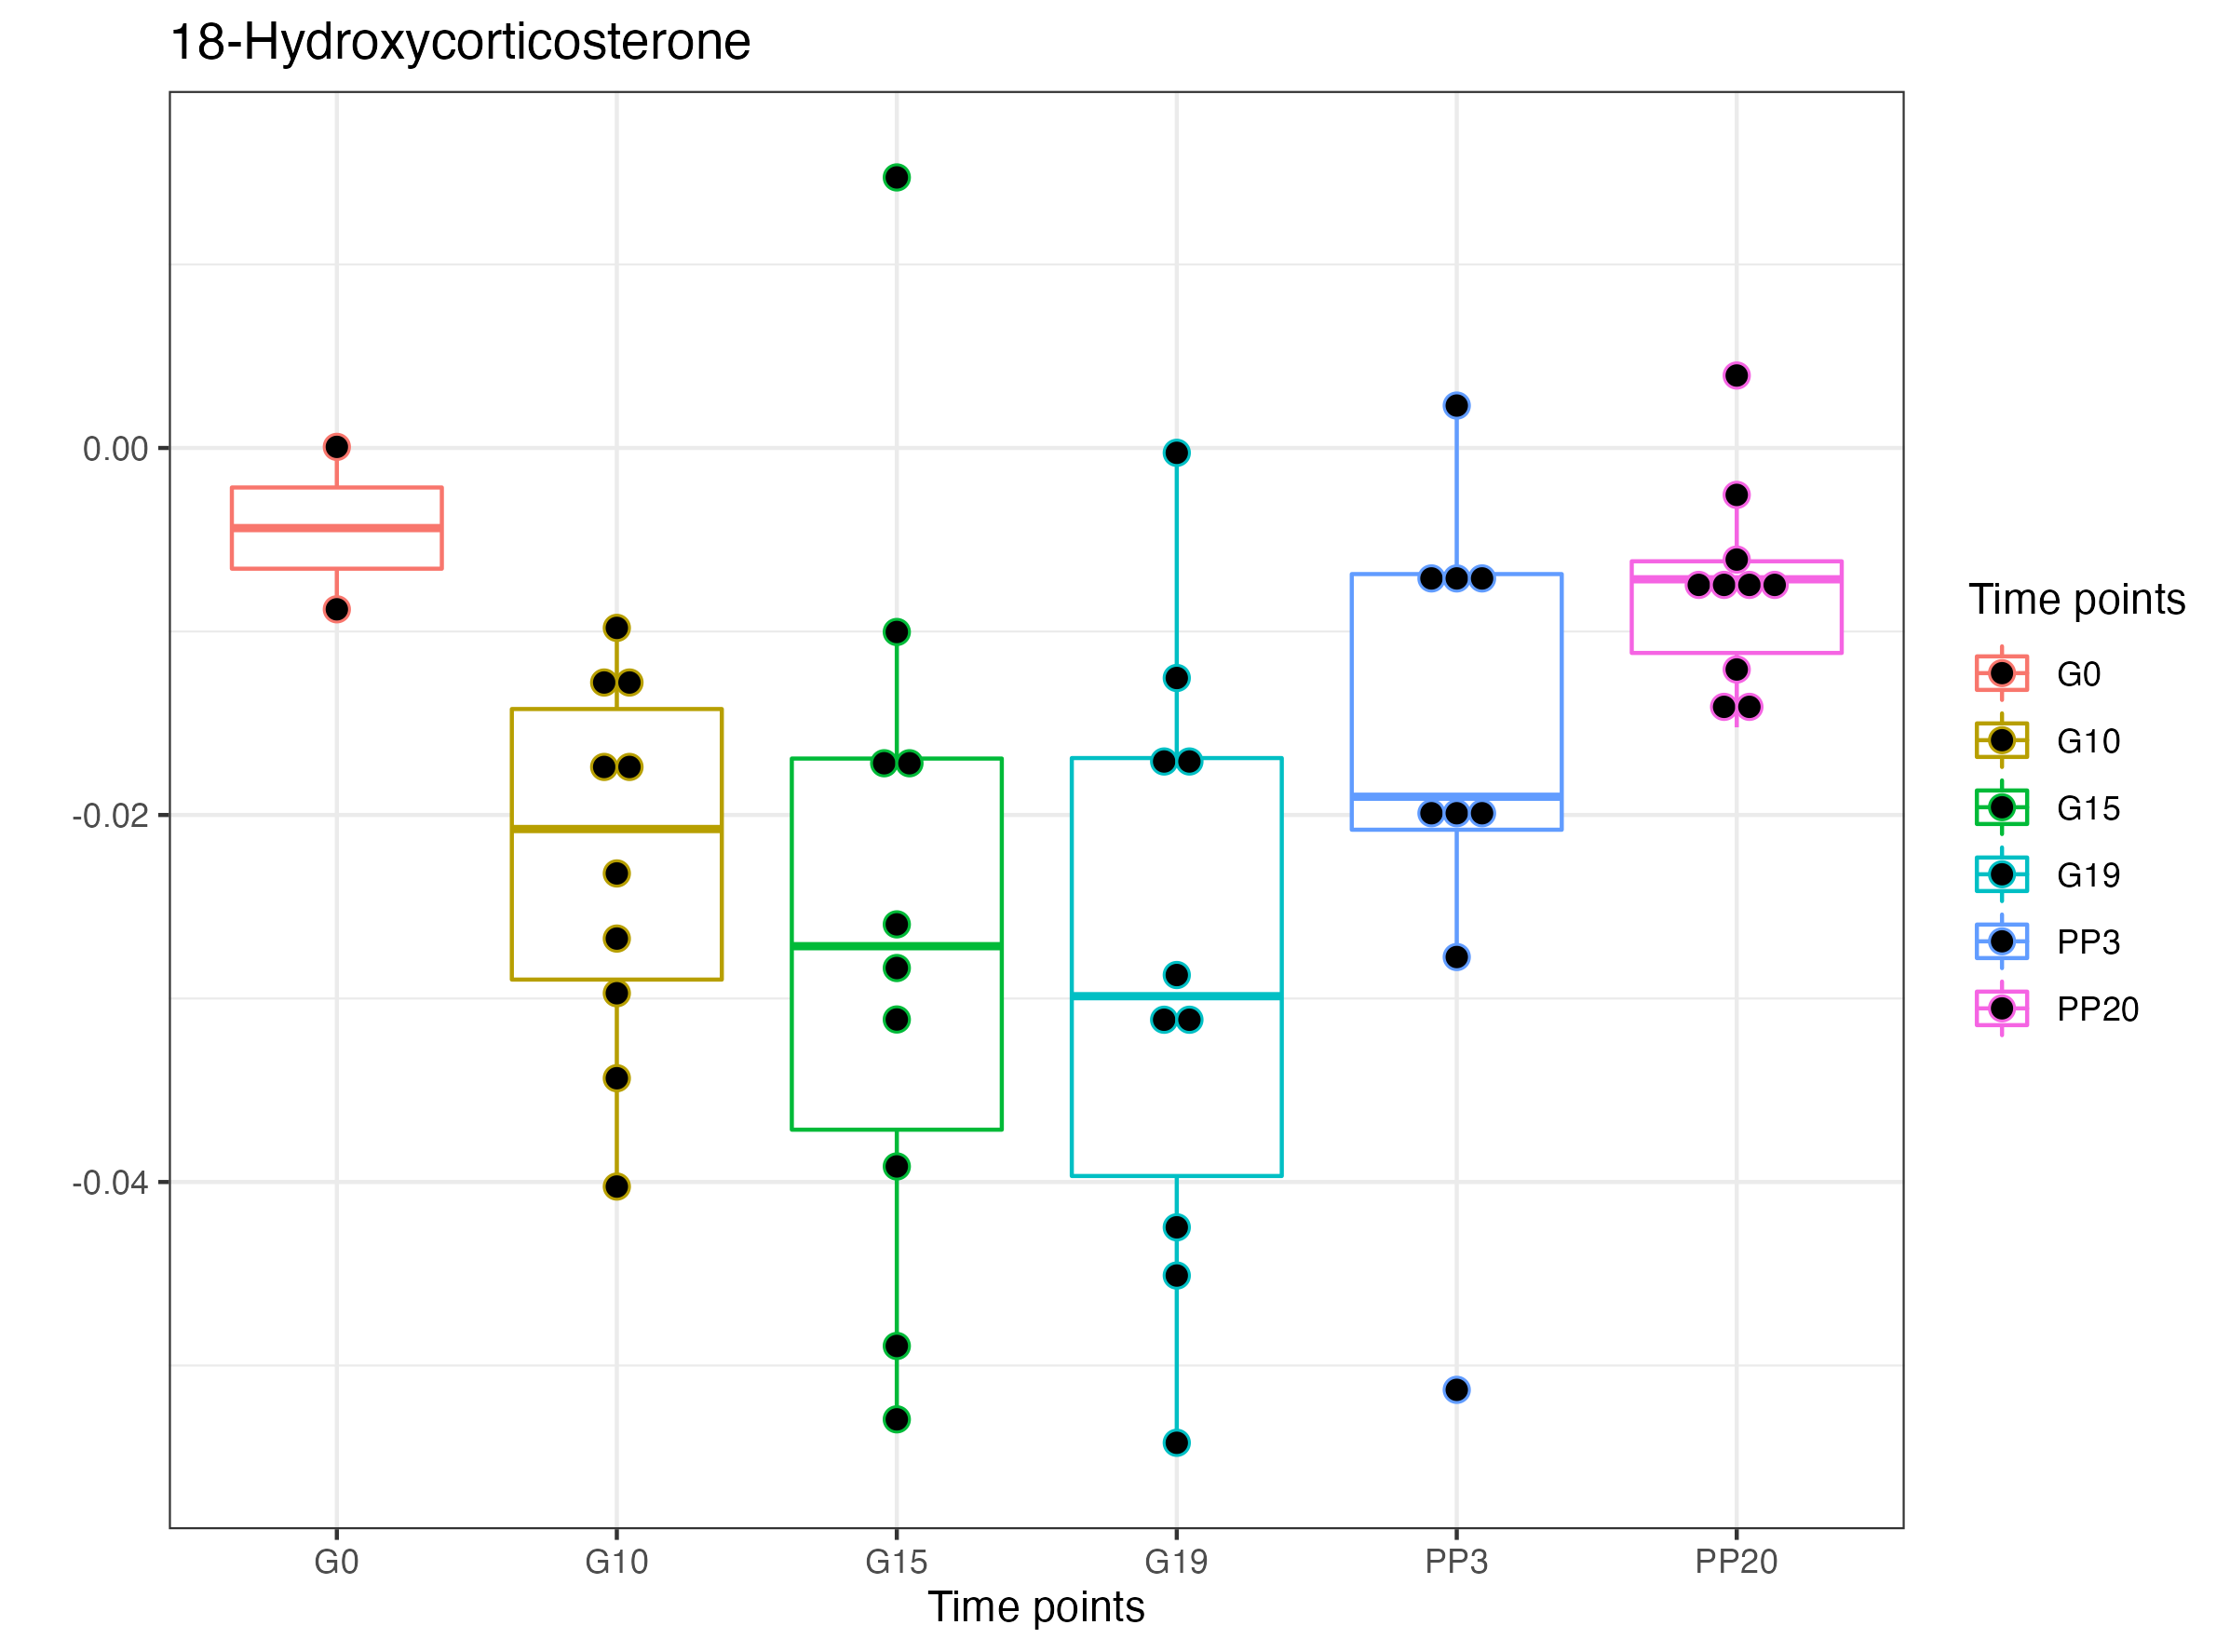 18-Hydroxycorticosterone
0.00
-0.02
-0.04
G0
G10
G15
G19
PP3
PP20
Time points
Time points
G0
G10
G15
G19
PP3
PP20